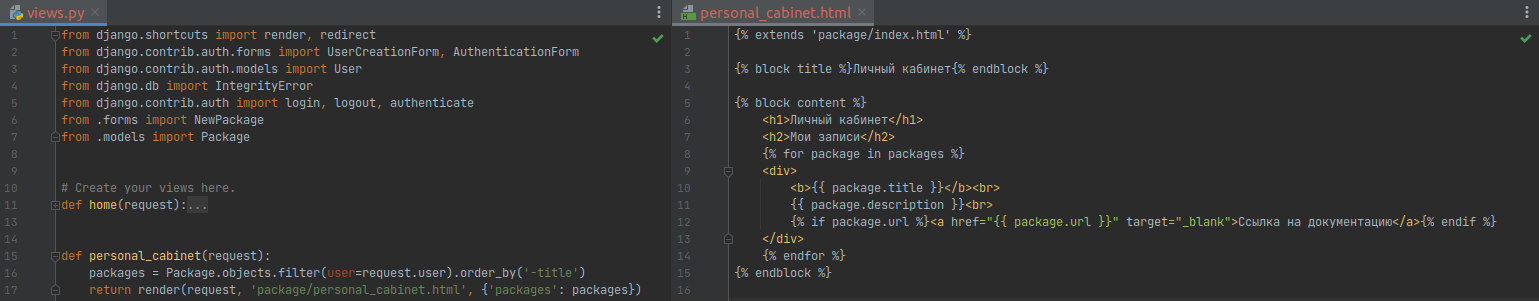 views.py
1 from django.shortcuts import render, redirect
2 from django.contrib.auth.forms import UserCreationForm, AuthenticationForm
3 from django.contrib.auth.models import User
4 from django.db import IntegrityError
5 from django.contrib.auth import login, logout, authenticate
6 from .forms import NewPackage
7 from .models import Package
8
9
10 # Create your views here.
11 def home(request):...
13
14
15 def personal_cabinet(request):
16     packages = Package.objects.filter(user=request.user).order_by('-title')
17     return render(request, 'package/personal_cabinet.html', {'packages': packages})
personal_cabinet.html
1 {% extends 'package/index.html' %}
2
3 {% block title %}Личный кабинет{% endblock %}
4
5 {% block content %}
6     <h1>Личный кабинет</h1>
7     <h2>Мои записи</h2>
8     {% for package in packages %}
9     <div>
10         <b>{{ package.title }}</b><br>
11         {{ package.description }}<br>
12         {% if package.url %}<a href="{{ package.url }}" target="_blank">Ссылка на документацию</a>{% endif %}
13     </div>
14     {% endfor %}
15 {% endblock %}
16